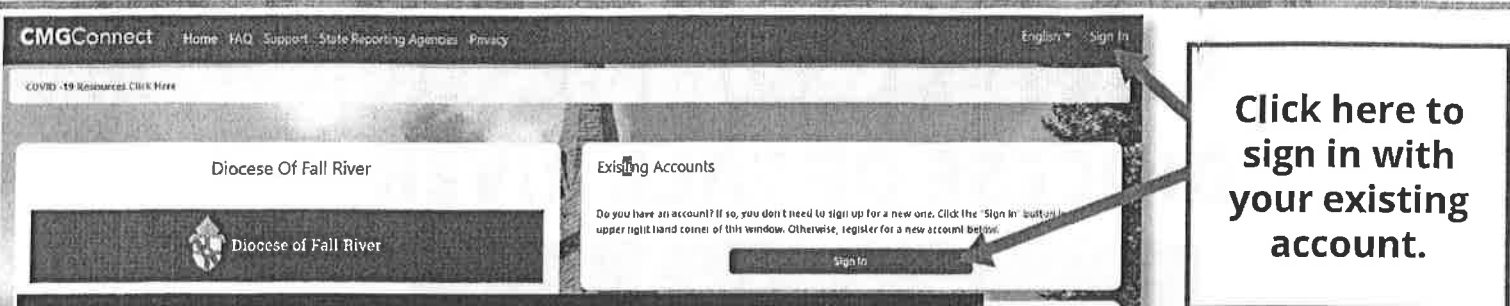 CMGConnect Home FAQ Support State Reporting Agencies Privacy English Sign In
COVID -19 Resources Click Here
Diocese Of Fall River
Diocese of Fall River
Existing Accounts
Do you have an account? If so, you don't need to sign up for a new one. Click the "Sign In" button in
upper right hand corner of this window. Otherwise, register for a new account below.
Sign In
Click here to
sign in with
your existing
account.